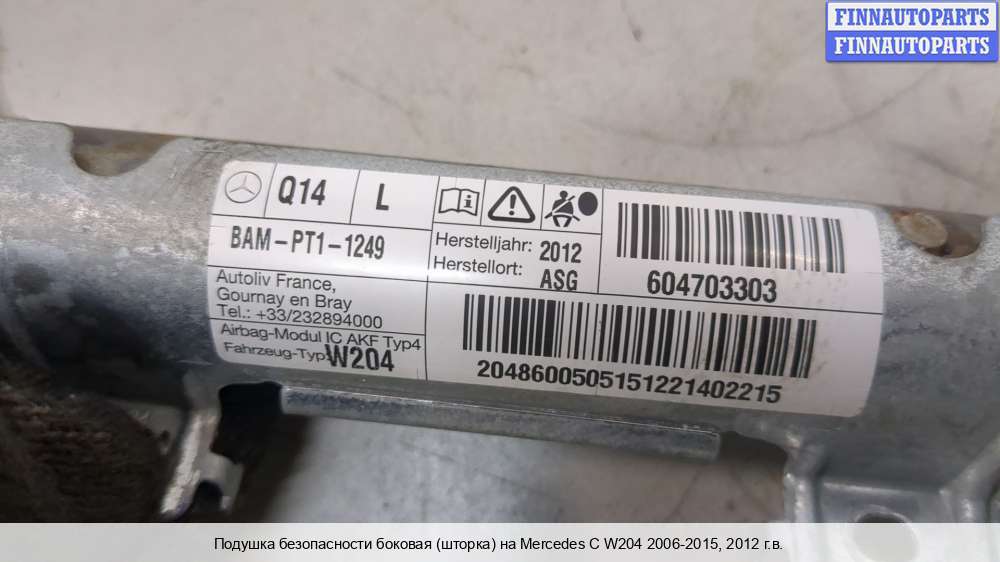 FINNAUTOPARTS
FINNAUTOPARTS
Q14 L
BAM-PT1-1249
Autoliv France,
Gournay en Bray
Tel.: +33/232894000
Airbag-Modul IC AKF Typ4
Fahrzeug-Typ: W204
Herstelljahr: 2012
Herstellort: ASG
604703303
2048600505151221402215
Подушка безопасности боковая (шторка) на Mercedes C W204 2006-2015, 2012 г.в.